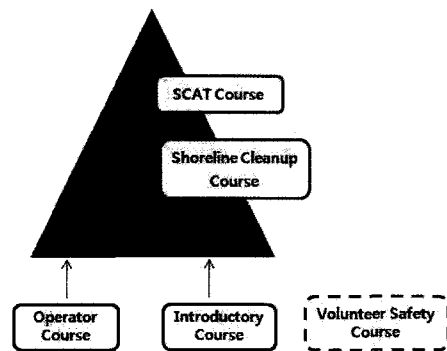 SCAT Course
Shoreline Cleanup
Course
Operator
Course
Introductory
Course
Volunteer Safety
Course